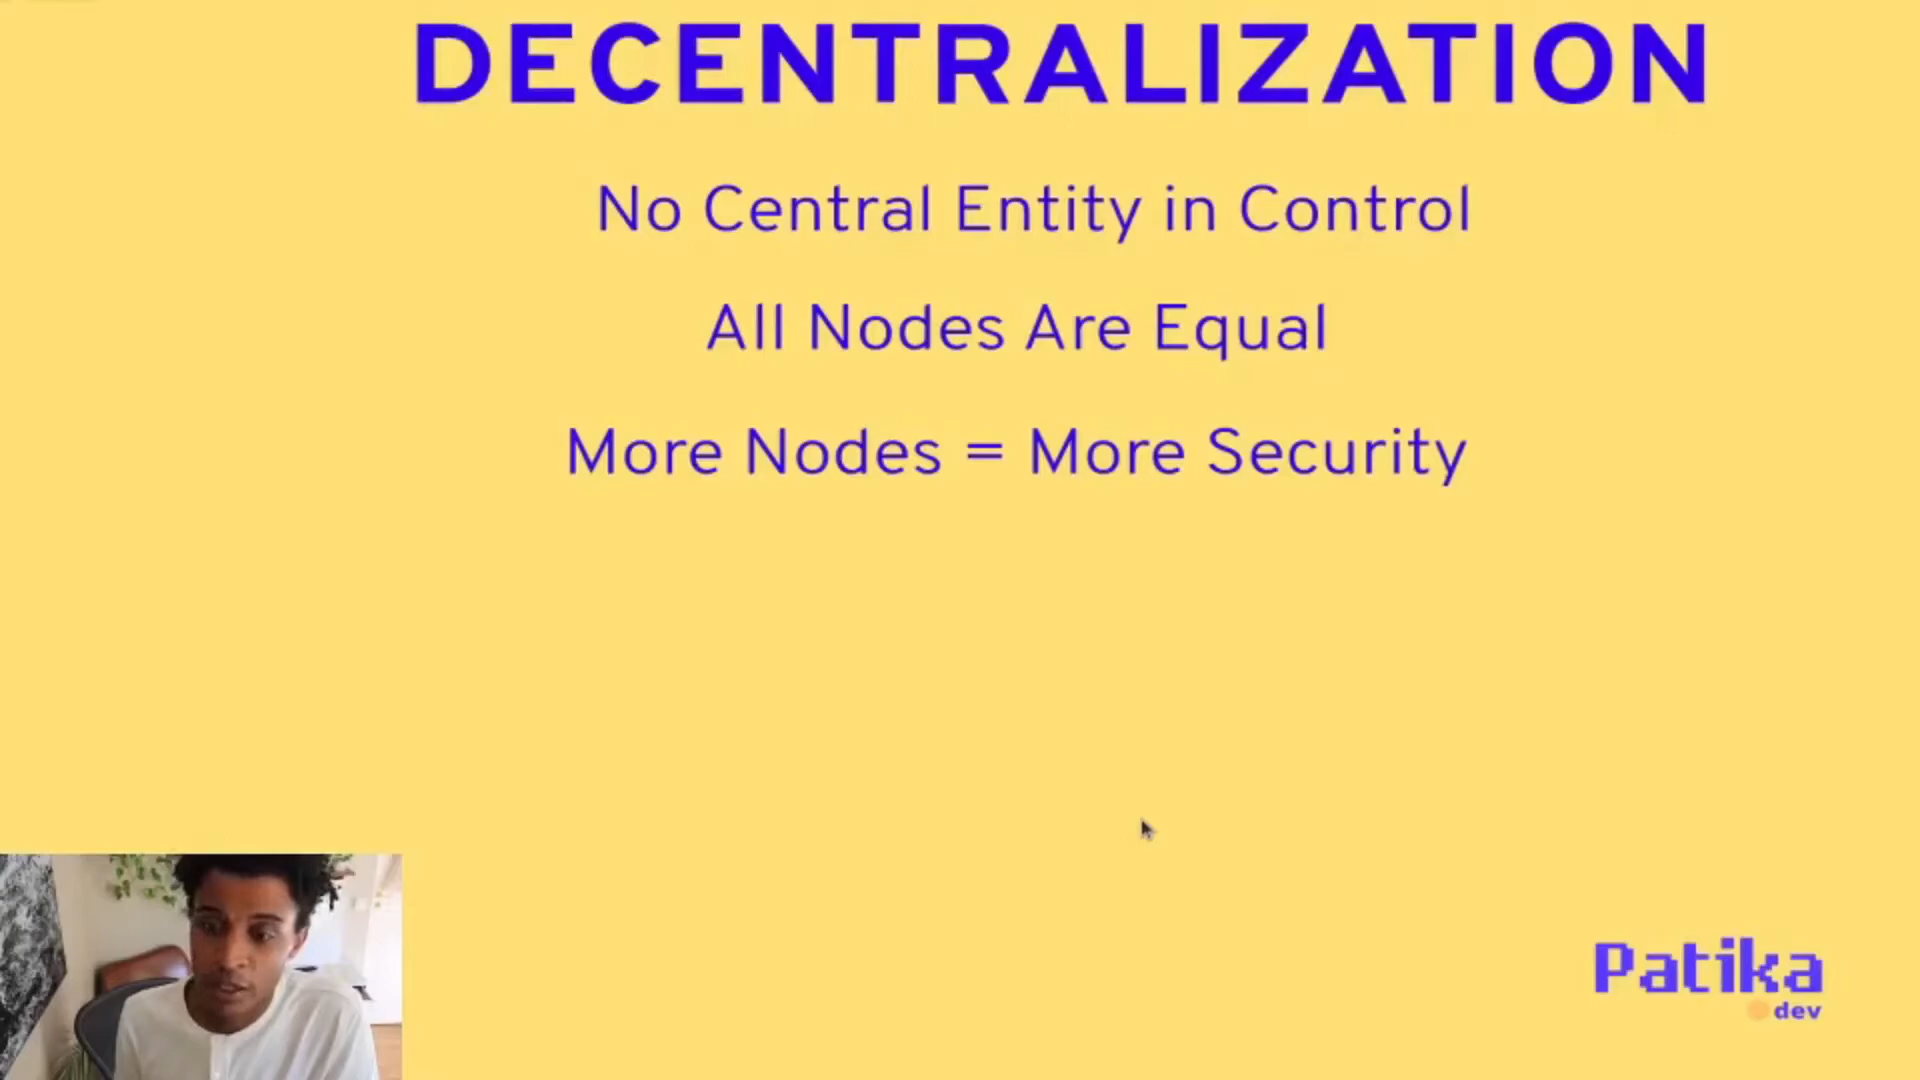 DECENTRALIZATION
No Central Entity in Control
All Nodes Are Equal
More Nodes = More Security
Patika
dev